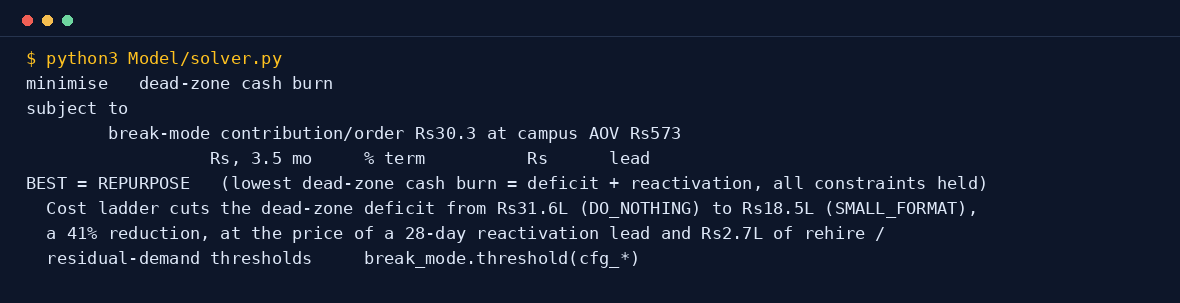 $ python3 Model/solver.py
minimise   dead-zone cash burn
subject to
        break-mode contribution/order Rs30.3 at campus AOV Rs573
                  Rs, 3.5 mo     % term          Rs      lead
BEST = REPURPOSE   (lowest dead-zone cash burn = deficit + reactivation, all constraints held)
  Cost ladder cuts the dead-zone deficit from Rs31.6L (DO_NOTHING) to Rs18.5L (SMALL_FORMAT),
  a 41% reduction, at the price of a 28-day reactivation lead and Rs2.7L of rehire /
  residual-demand thresholds     break_mode.threshold(cfg_*)